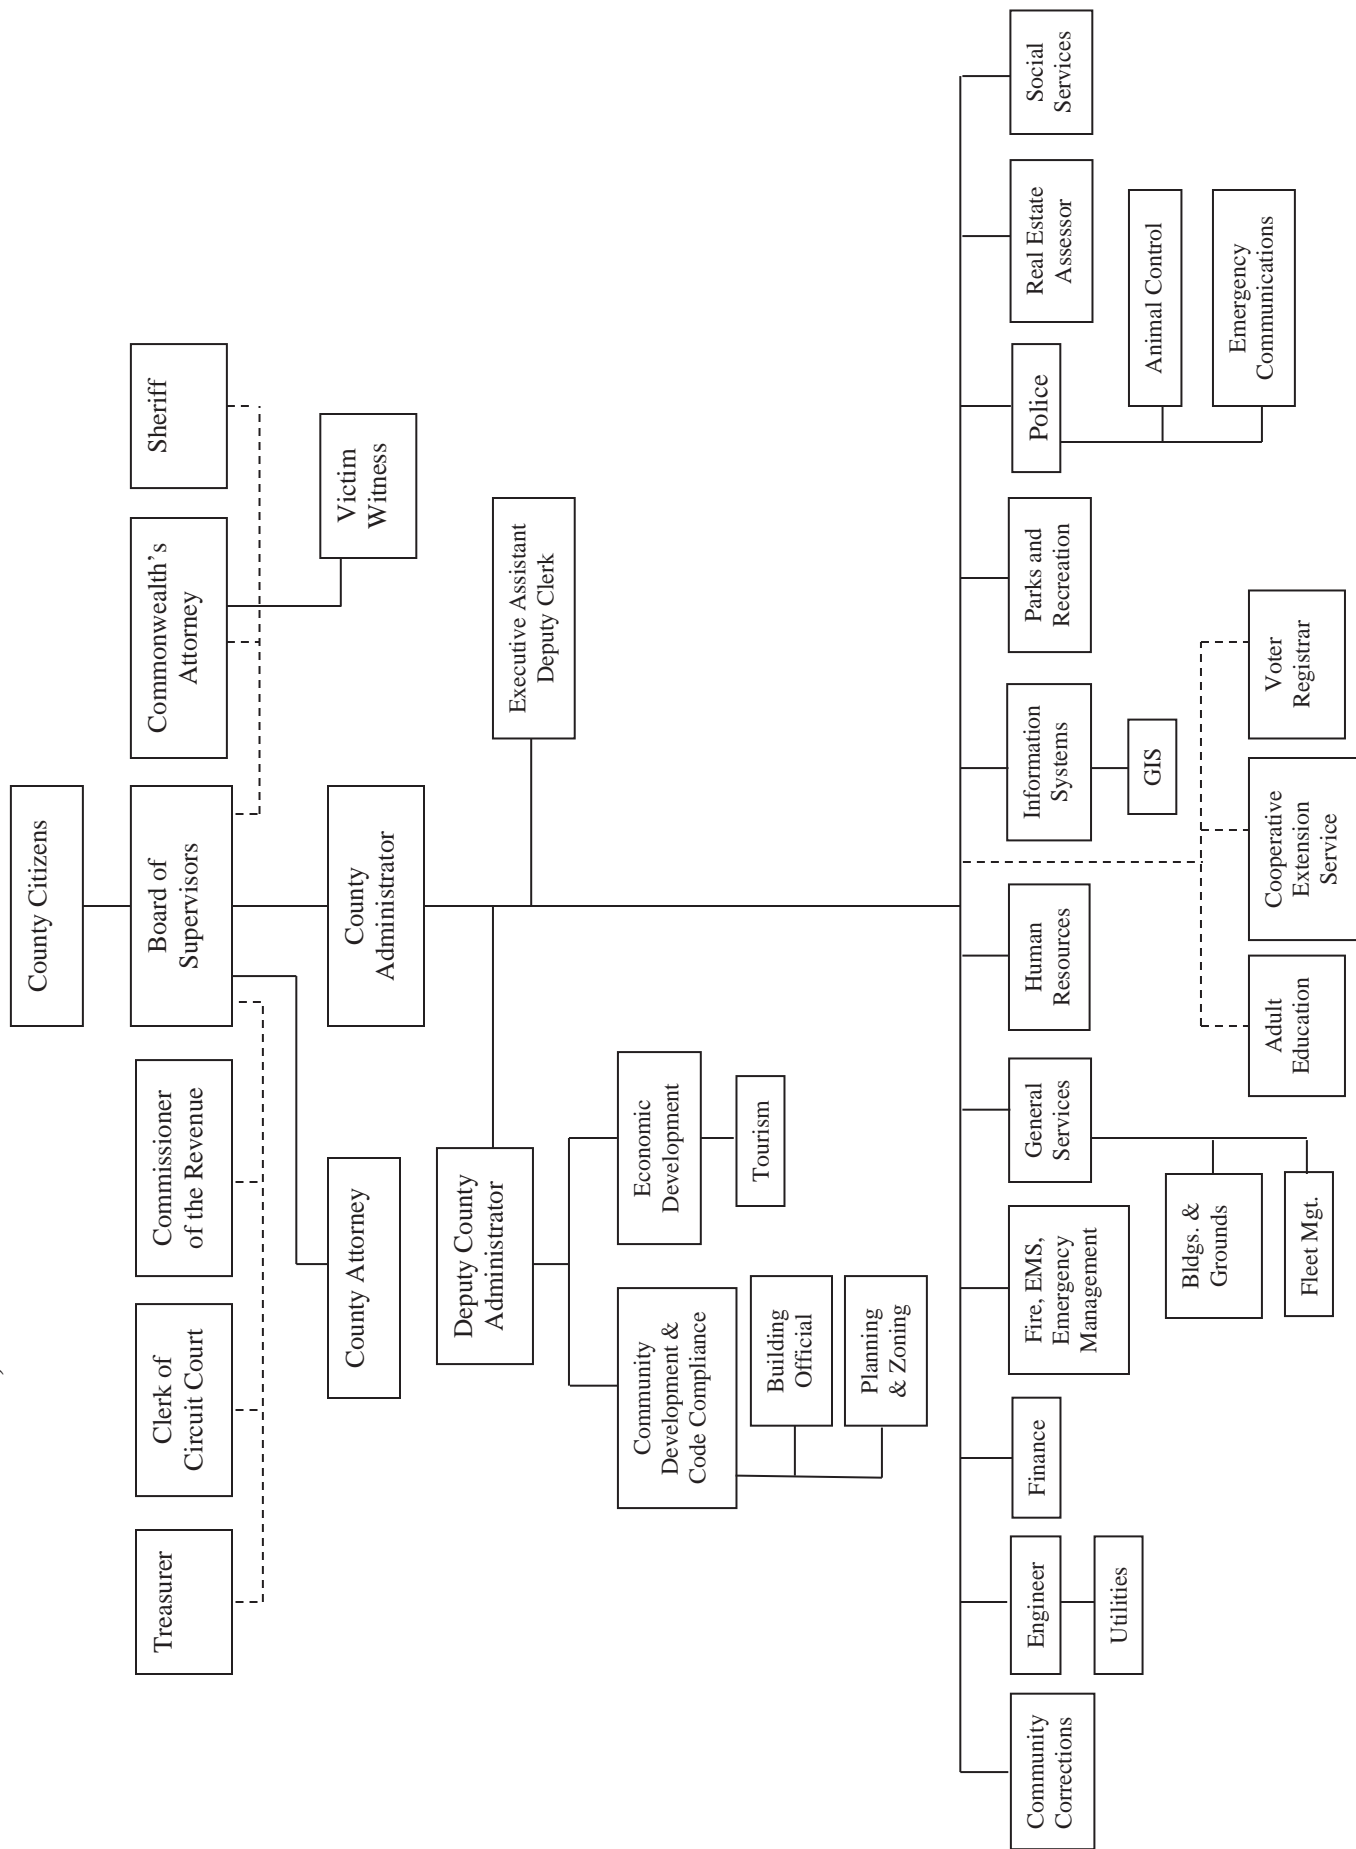 County Citizens
Treasurer
Clerk of
Circuit Court
Commissioner
of the Revenue
Board of
Supervisors
Commonwealth’s
Attorney
Sheriff
County Attorney
County
Administrator
Victim
Witness
Deputy County
Administrator
Executive Assistant
Deputy Clerk
Community
Development &
Code Compliance
Economic
Development
Building
Official
Planning
& Zoning
Tourism
Community
Corrections
Engineer
Finance
Fire, EMS,
Emergency
Management
General
Services
Human
Resources
Information
Systems
Parks and
Recreation
Police
Real Estate
Assessor
Social
Services
Utilities
Bldgs. &
Grounds
Fleet Mgt.
GIS
Animal Control
Emergency
Communications
Adult
Education
Cooperative
Extension
Service
Voter
Registrar